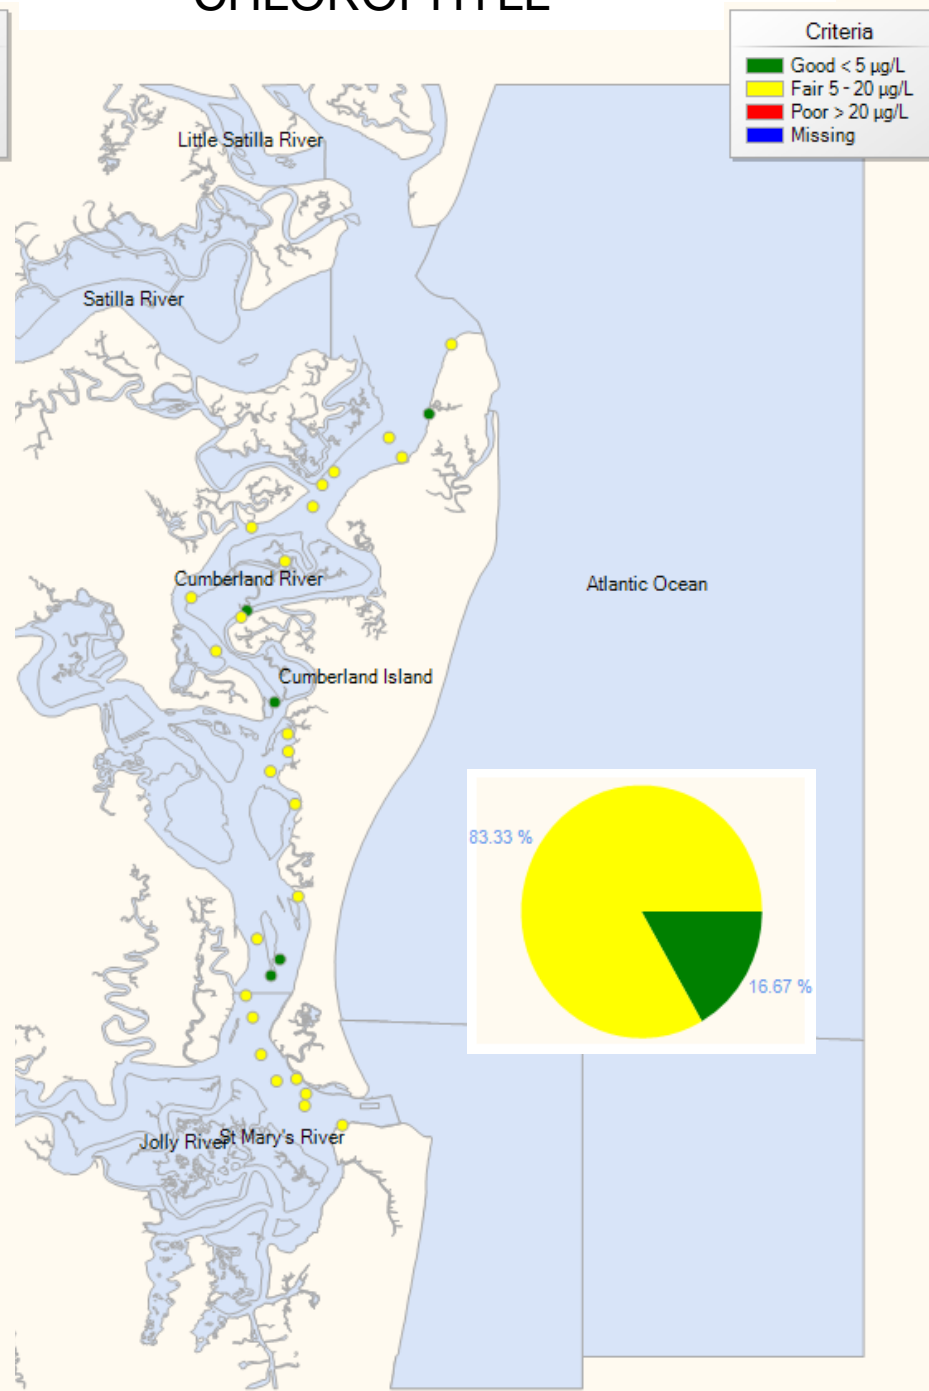 CHLOROPHYLL
Criteria
Good < 5 µg/L
Fair 5 - 20 µg/L
Poor > 20 µg/L
Missing
Little Satilla River
Satilla River
Cumberland River
Atlantic Ocean
Cumberland Island
83.33 %
16.67 %
Jolly River
St Mary's River